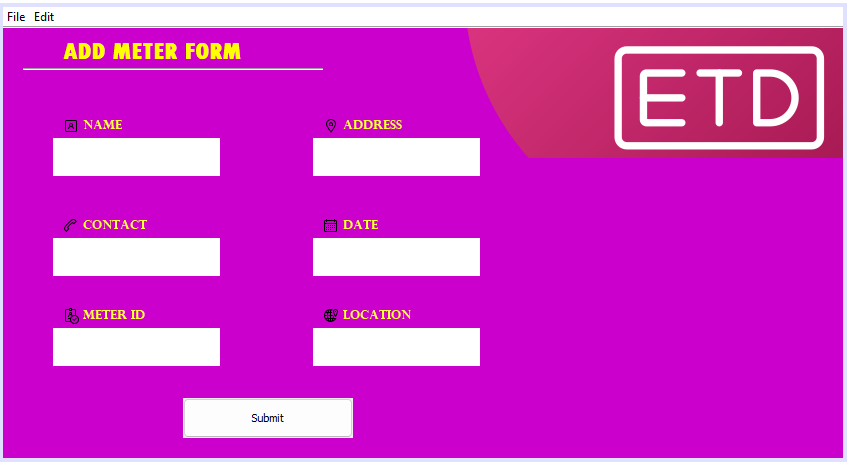 File Edit
ADD METER FORM
ETD
NAME ADDRESS
CONTACT DATE
METER ID LOCATION
Submit